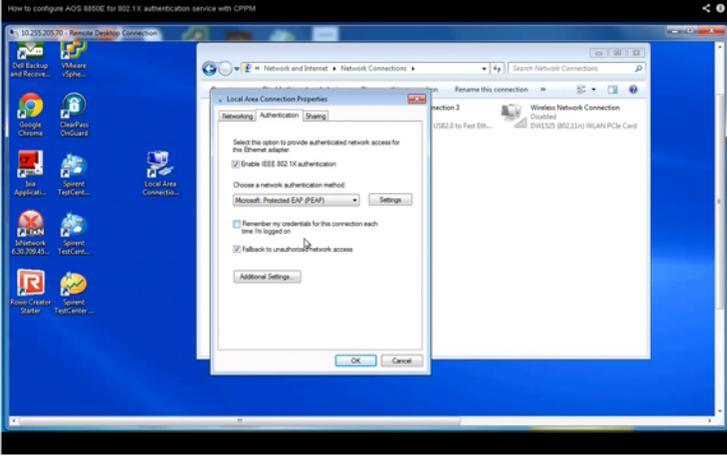 How to configure AOS 6850E for 802.1X authentication service with CPPM
10.255.205.70 - Remote Desktop Connection
Dell Backup and Recove...
VMware vSphe...
Google Chrome
ClearPass OnGuard
Ixia Applicati...
Spirent TestCent...
Local Area Connectio...
IxNetwork 6.30.709.45...
Spirent TestCent...
Roxio Creator Starter
Spirent TestCenter ...
Network and Internet
Network Connections
Search Network Connections
Rename this connection
nection 3
USB2.0 to Fast Eth...
Wireless Network Connection
Disabled
DW1525 (802.11n) WLAN PCIe Card
Local Area Connection Properties
Networking
Authentication
Sharing
Select this option to provide authenticated network access for
this Ethernet adapter.
Enable IEEE 802.1X authentication
Choose a network authentication method:
Microsoft: Protected EAP (PEAP)
Settings
Remember my credentials for this connection each
time I'm logged on
Fallback to unauthorized network access
Additional Settings...
OK
Cancel